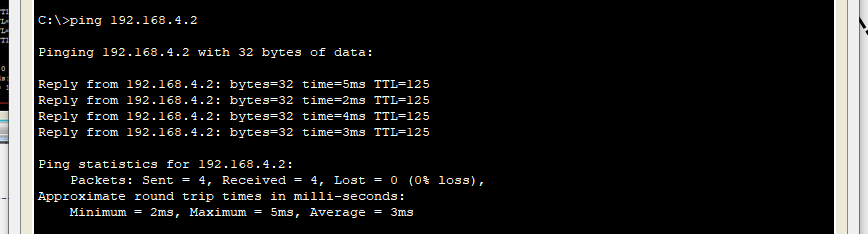 C:\>ping 192.168.4.2
Pinging 192.168.4.2 with 32 bytes of data:
Reply from 192.168.4.2: bytes=32 time=5ms TTL=125
Reply from 192.168.4.2: bytes=32 time=2ms TTL=125
Reply from 192.168.4.2: bytes=32 time=4ms TTL=125
Reply from 192.168.4.2: bytes=32 time=3ms TTL=125
Ping statistics for 192.168.4.2:
    Packets: Sent = 4, Received = 4, Lost = 0 (0% loss),
Approximate round trip times in milli-seconds:
    Minimum = 2ms, Maximum = 5ms, Average = 3ms